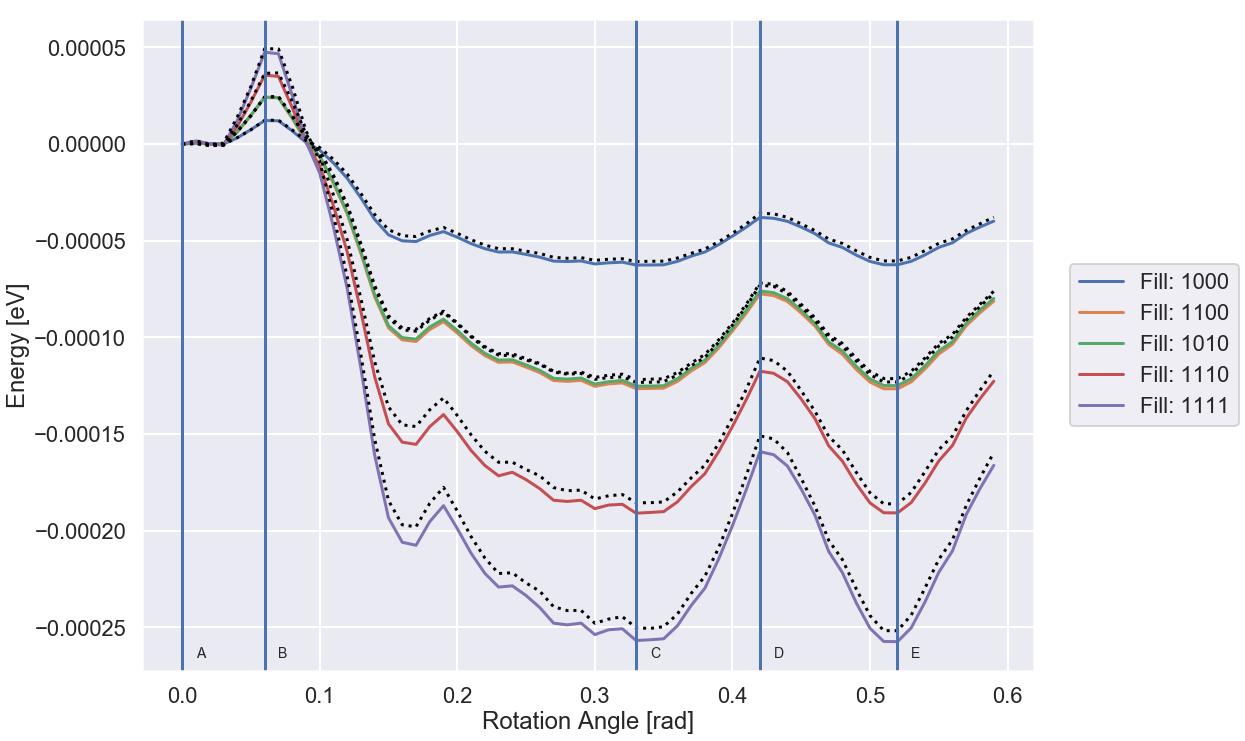 0.00005
0.00000
−0.00005
−0.00010
−0.00015
−0.00020
−0.00025
Energy [eV]
A
B
C
D
E
0.0
0.1
0.2
0.3
0.4
0.5
0.6
Rotation Angle [rad]
Fill: 1000
Fill: 1100
Fill: 1010
Fill: 1110
Fill: 1111